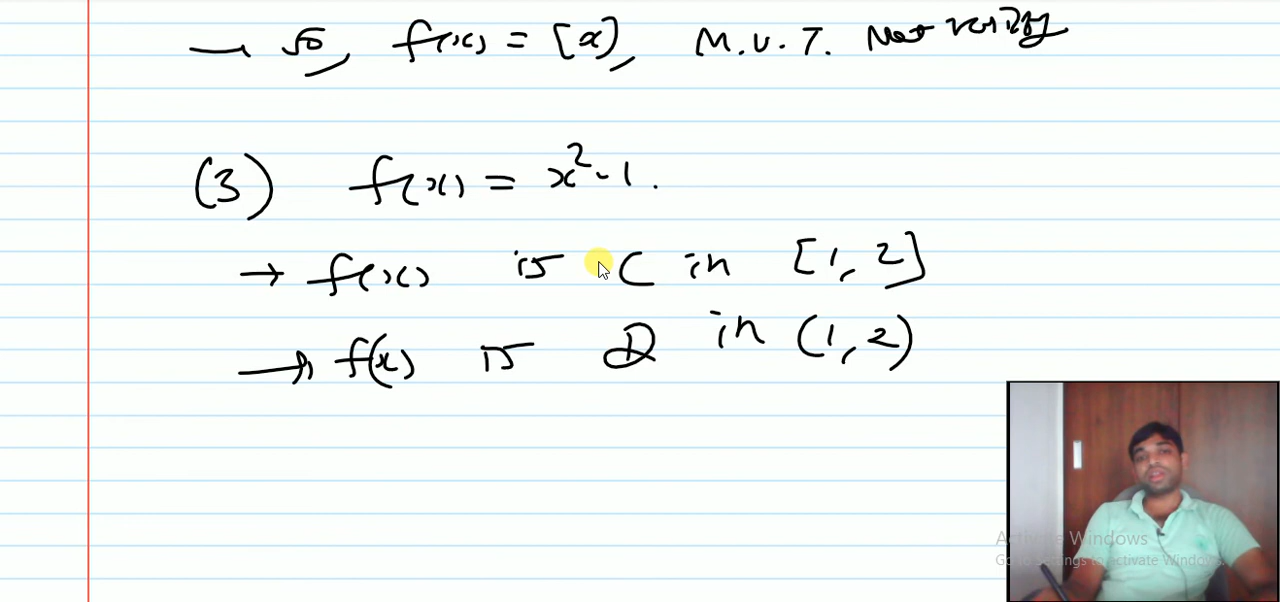 → so, f(x) = [x], M.V.T. Not verify
(3) f(x) = x² - 1.
→ f(x) is C in [1, 2]
→ f(x) is D in (1, 2)
Activate Windows
Go to Settings to activate Windows.